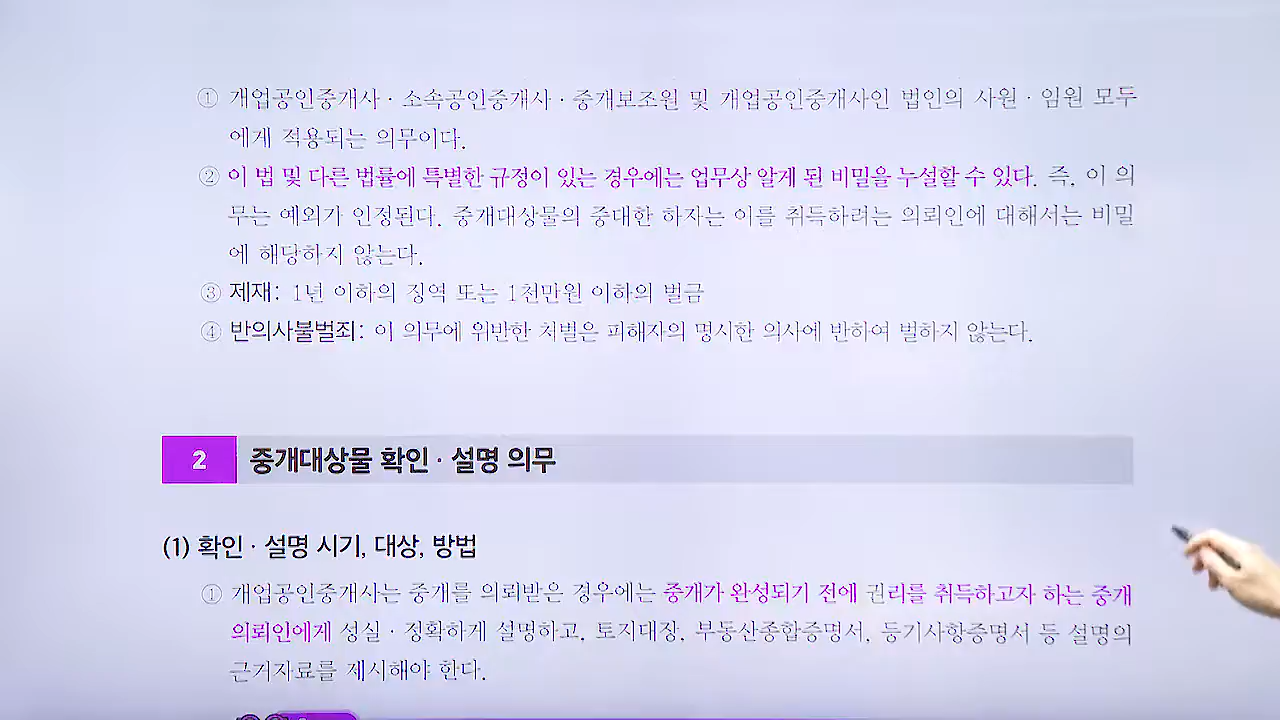 ① 개업공인중개사 · 소속공인중개사 · 중개보조원 및 개업공인중개사인 법인의 사원 · 임원 모두
에게 적용되는 의무이다.
② 이 법 및 다른 법률에 특별한 규정이 있는 경우에는 업무상 알게 된 비밀을 누설할 수 있다. 즉, 이 의
무는 예외가 인정된다. 중개대상물의 중대한 하자는 이를 취득하려는 의뢰인에 대해서는 비밀
에 해당하지 않는다.
③ 제재: 1년 이하의 징역 또는 1천만원 이하의 벌금
④ 반의사불벌죄: 이 의무에 위반한 처벌은 피해자의 명시한 의사에 반하여 벌하지 않는다.
2 중개대상물 확인 · 설명 의무
(1) 확인 · 설명 시기, 대상, 방법
① 개업공인중개사는 중개를 의뢰받은 경우에는 중개가 완성되기 전에 권리를 취득하고자 하는 중개
의뢰인에게 성실 · 정확하게 설명하고, 토지대장, 부동산종합증명서, 등기사항증명서 등 설명의
근거자료를 제시해야 한다.